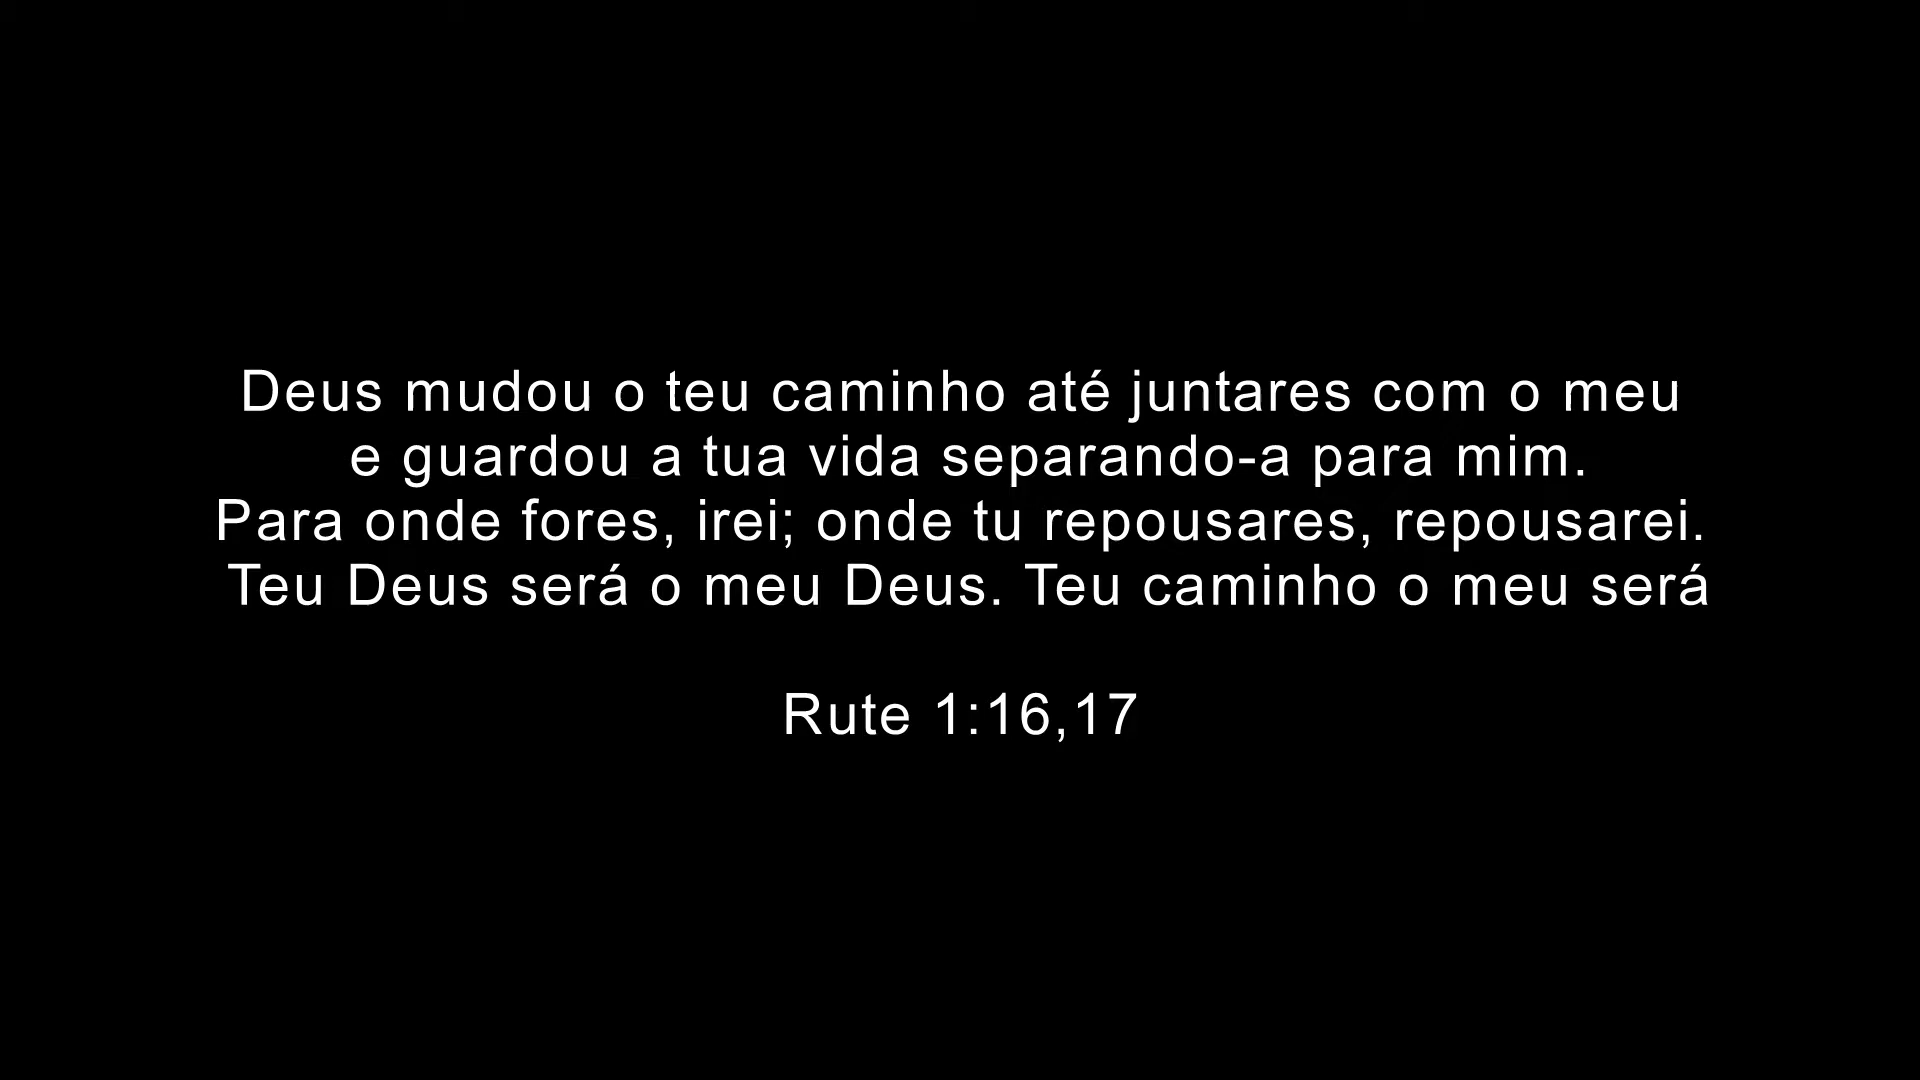 Deus mudou o teu caminho até juntares com o meu
e guardou a tua vida separando-a para mim.
Para onde fores, irei; onde tu repousares, repousarei.
Teu Deus será o meu Deus. Teu caminho o meu será
Rute 1:16,17